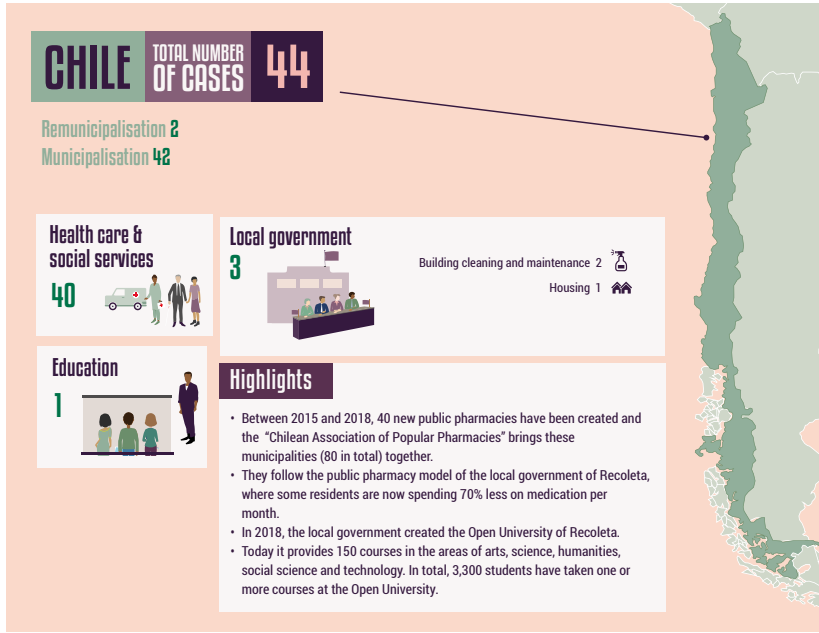 CHILE
TOTAL NUMBER
OF CASES
44
Remunicipalisation 2
Municipalisation 42
Health care &
social services
40
Local government
3
Building cleaning and maintenance 2
Housing 1
Education
1
Highlights
• Between 2015 and 2018, 40 new public pharmacies have been created and
the “Chilean Association of Popular Pharmacies” brings these
municipalities (80 in total) together.
• They follow the public pharmacy model of the local government of Recoleta,
where some residents are now spending 70% less on medication per
month.
• In 2018, the local government created the Open University of Recoleta.
• Today it provides 150 courses in the areas of arts, science, humanities,
social science and technology. In total, 3,300 students have taken one or
more courses at the Open University.